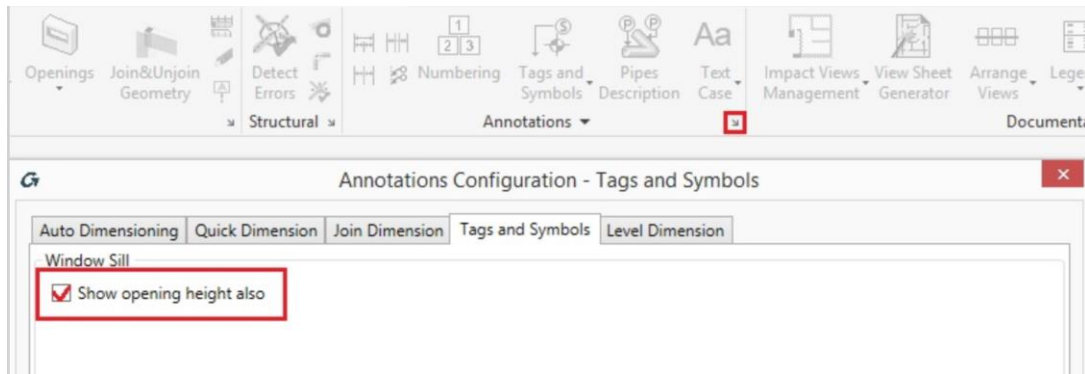 1
2 3
Aa
Openings Join&Unjoin Detect Numbering Tags and Pipes Text Impact Views View Sheet Arrange
Geometry Errors Symbols Description Case Management Generator Views
Structural Annotations
Annotations Configuration - Tags and Symbols
Auto Dimensioning Quick Dimension Join Dimension Tags and Symbols Level Dimension
Window Sill
Show opening height also